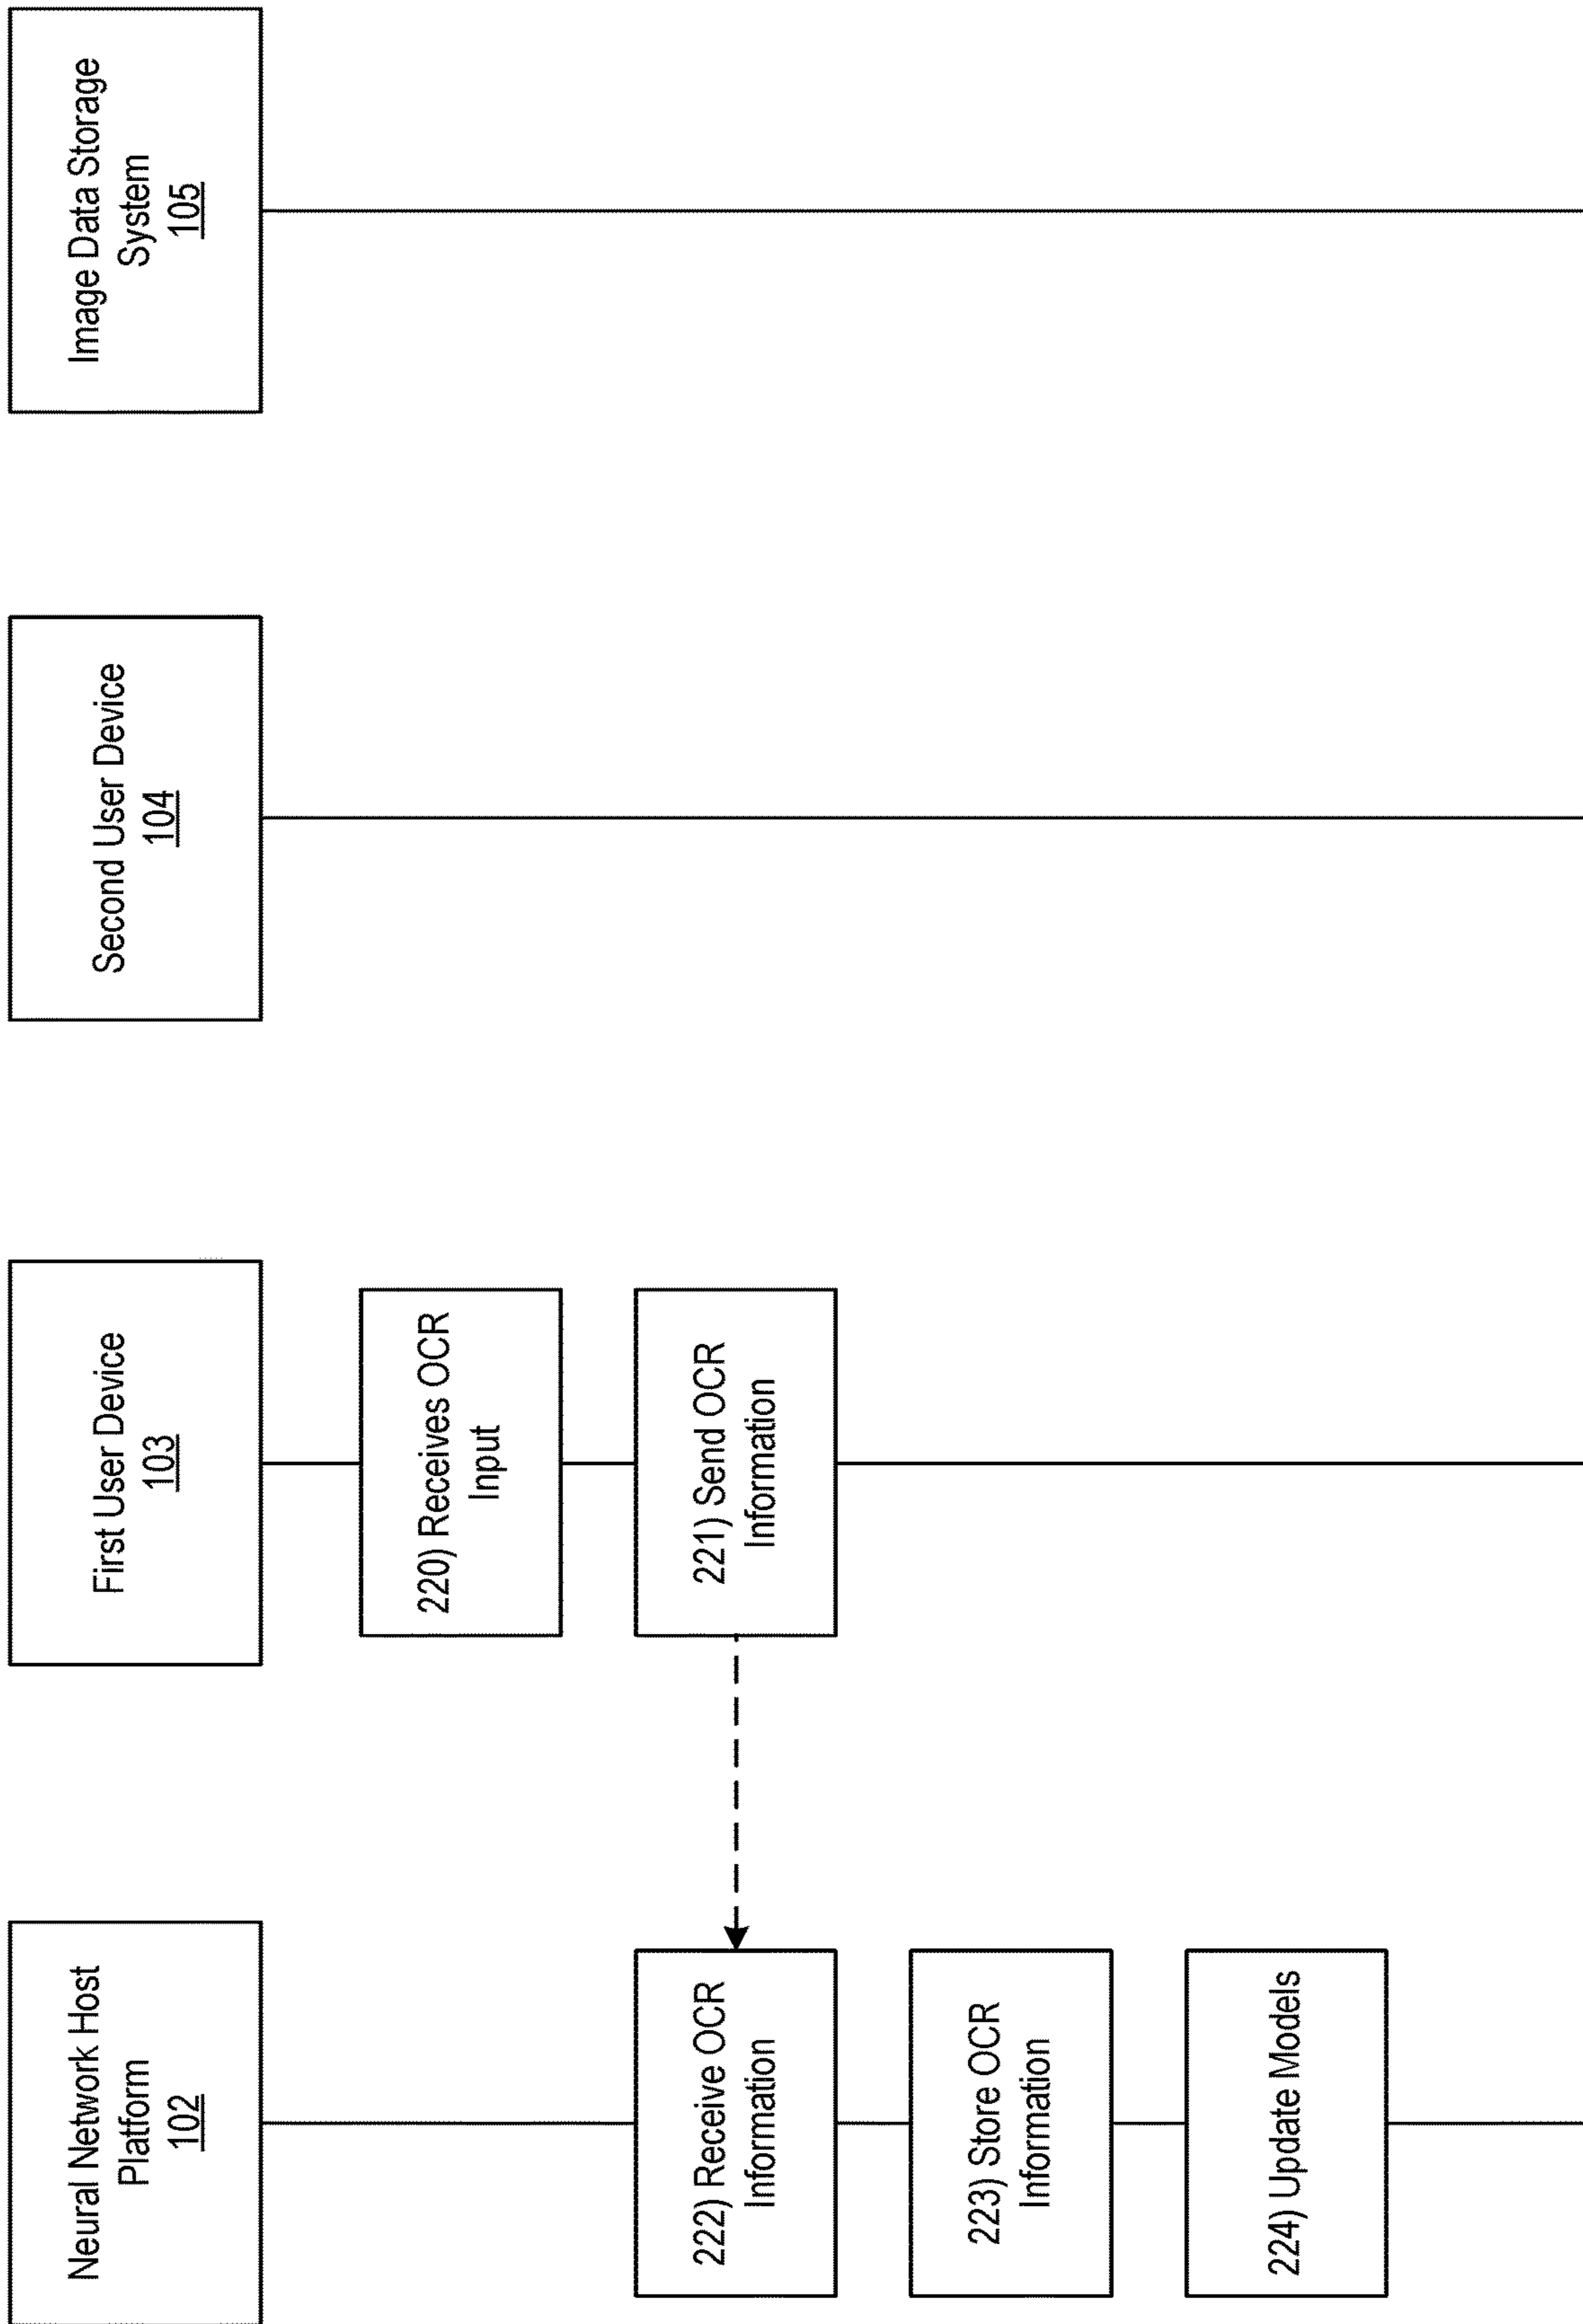 Neural Network Host
Platform
102
First User Device
103
Second User Device
104
Image Data Storage
System
105
220) Receives OCR
Input
221) Send OCR
Information
222) Receive OCR
Information
223) Store OCR
Information
224) Update Models